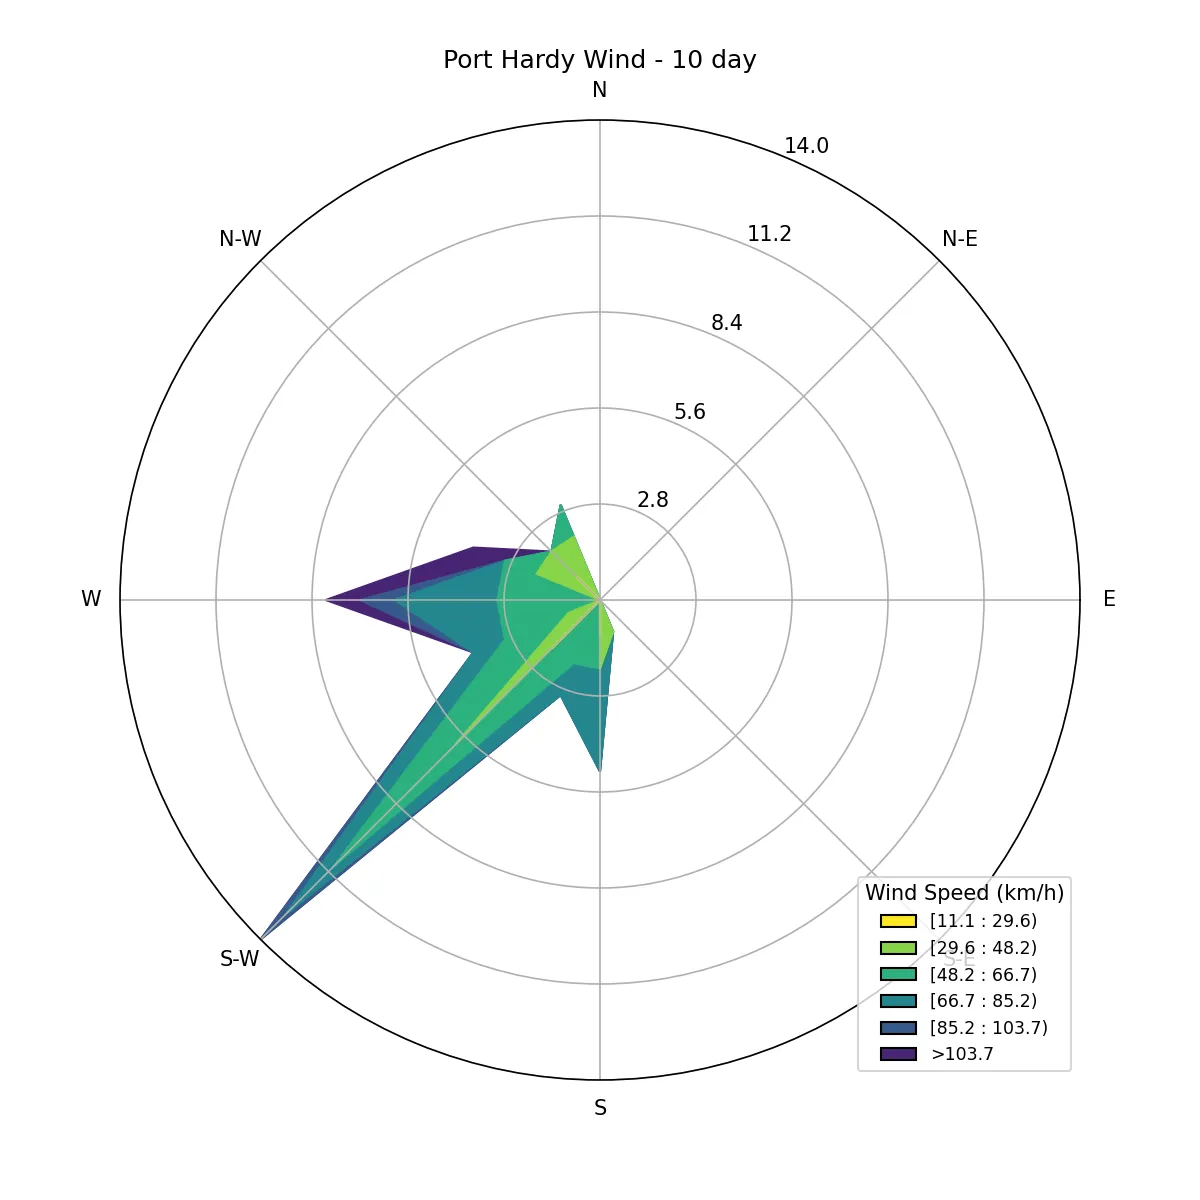 Port Hardy Wind - 10 day
N
14.0
N-W
11.2
N-E
8.4
5.6
2.8
W
E
Wind Speed (km/h)
[11.1 : 29.6)
[29.6 : 48.2)
S-W
S-E
[48.2 : 66.7)
[66.7 : 85.2)
[85.2 : 103.7)
>103.7
S